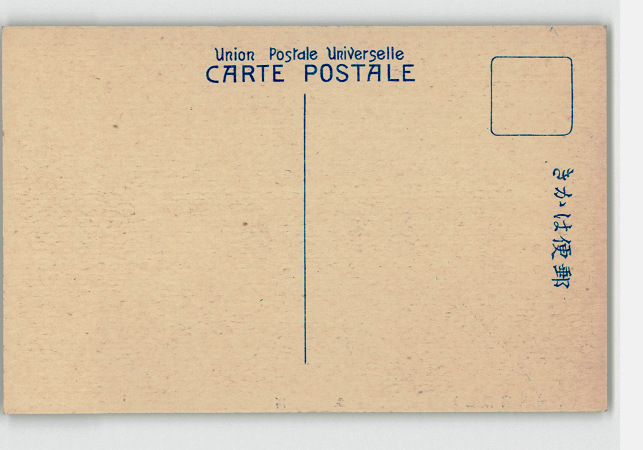 Union Postale Universelle
CARTE POSTALE
郵便はかき